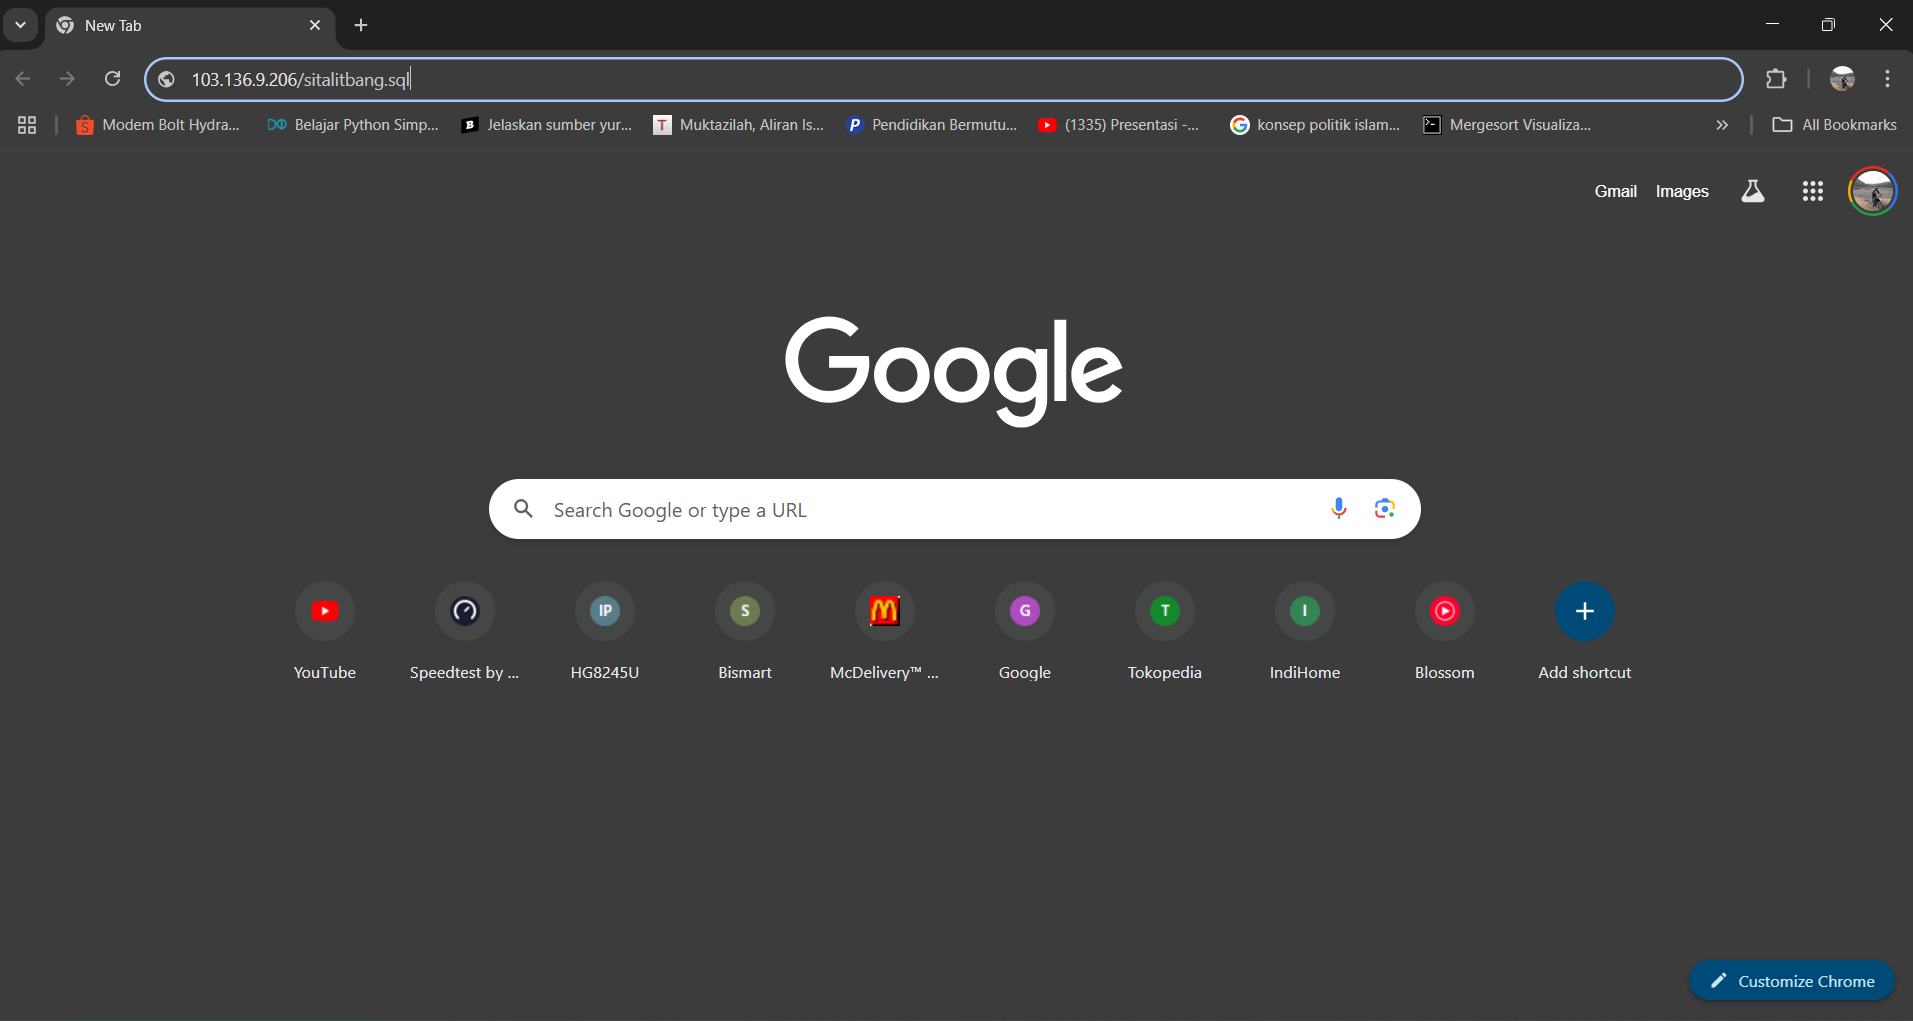 New Tab
103.136.9.206/sitalitbang.sql
Modem Bolt Hydra... Belajar Python Simp... Jelaskan sumber yur... Muktazilah, Aliran Is... Pendidikan Bermutu... (1335) Presentasi -... konsep politik islam... Mergesort Visualiza... » All Bookmarks
Gmail Images
Google
Search Google or type a URL
IP S G T I
YouTube Speedtest by ... HG8245U Bismart McDelivery™ ... Google Tokopedia IndiHome Blossom Add shortcut
Customize Chrome